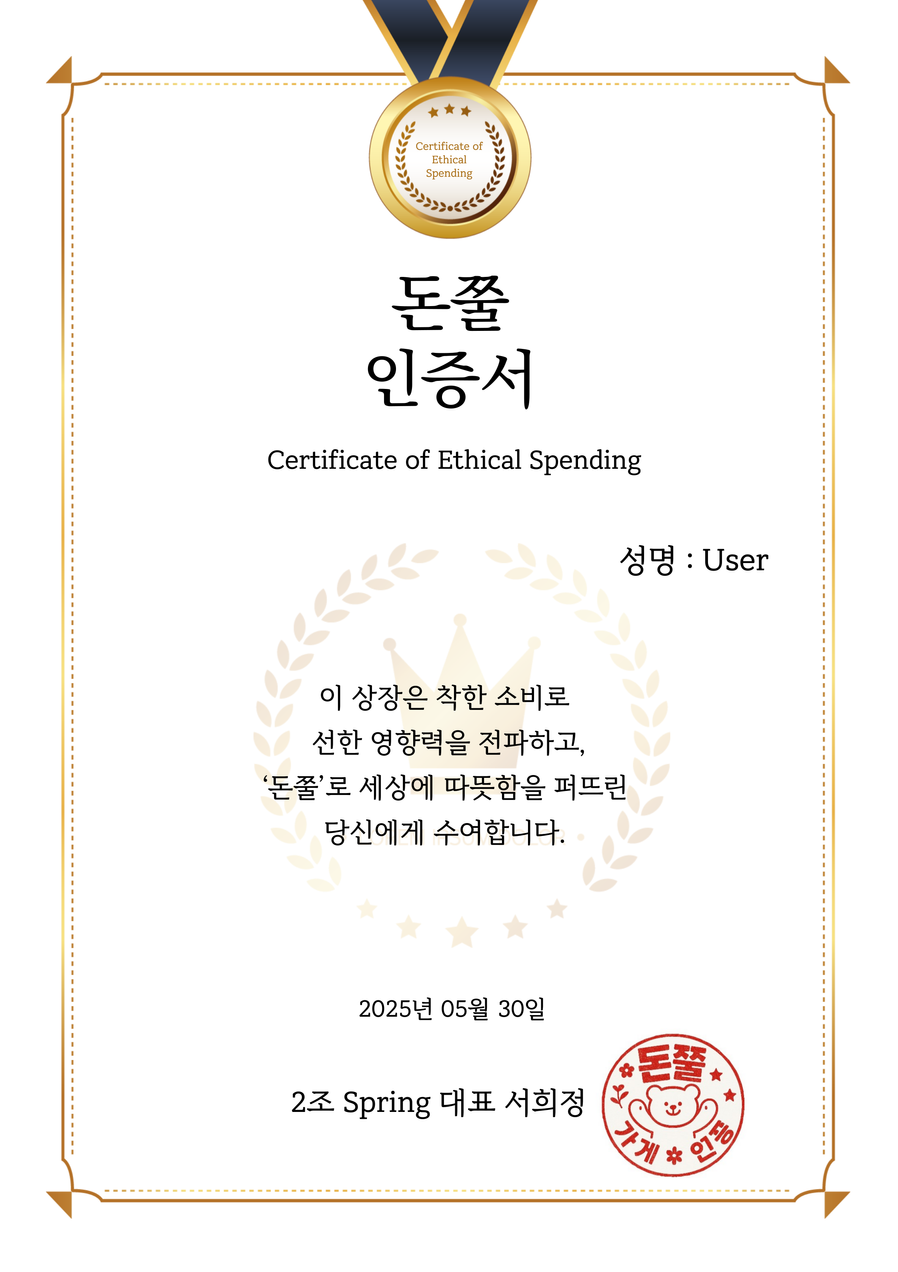 Certificate of
Ethical
Spending
돈쭐
인증서
Certificate of Ethical Spending
성명 : User
이 상장은 착한 소비로
선한 영향력을 전파하고,
‘돈쭐’로 세상에 따뜻함을 퍼뜨린
당신에게 수여합니다.
2025년 05월 30일
2조 Spring 대표 서희정
돈쭐
가게 인증